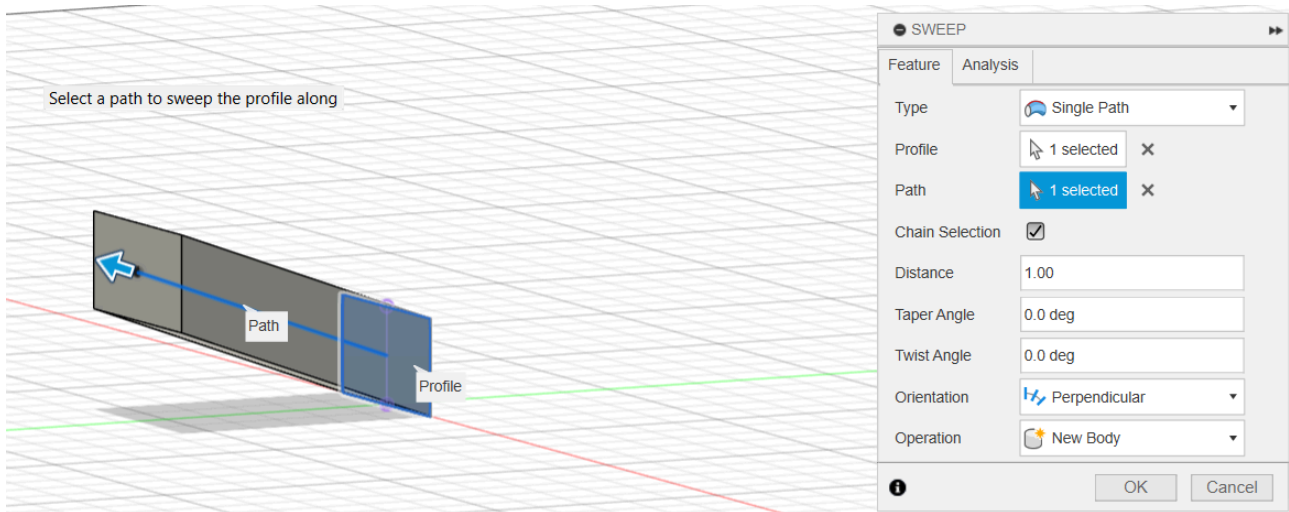 SWEEP
Feature Analysis
Select a path to sweep the profile along
Type Single Path
Profile 1 selected
Path 1 selected
Chain Selection
Distance 1.00
Taper Angle 0.0 deg
Twist Angle 0.0 deg
Orientation Perpendicular
Operation New Body
OK Cancel
Path
Profile